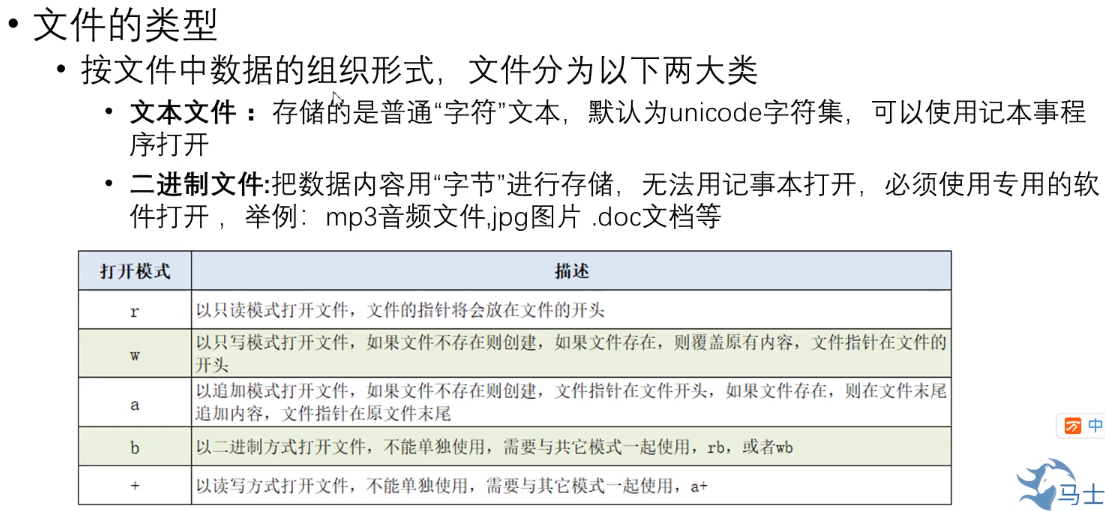 • 文件的类型
• 按文件中数据的组织形式，文件分为以下两大类
• 文本文件 ：存储的是普通“字符”文本，默认为unicode字符集，可以使用记本事程
序打开
• 二进制文件:把数据内容用“字节”进行存储，无法用记事本打开，必须使用专用的软
件打开 ，举例：mp3音频文件,jpg图片 .doc文档等
打开模式 描述
r 以只读模式打开文件，文件的指针将会放在文件的开头
w 以只写模式打开文件，如果文件不存在则创建，如果文件存在，则覆盖原有内容，文件指针在文件的
开头
a 以追加模式打开文件，如果文件不存在则创建，文件指针在文件开头，如果文件存在，则在文件末尾
追加内容，文件指针在原文件末尾
b 以二进制方式打开文件，不能单独使用，需要与共它模式一起使用，rb，或者wb
+ 以读写方式打开文件，不能单独使用，需要与其它模式一起使用，a+
万 中
马士